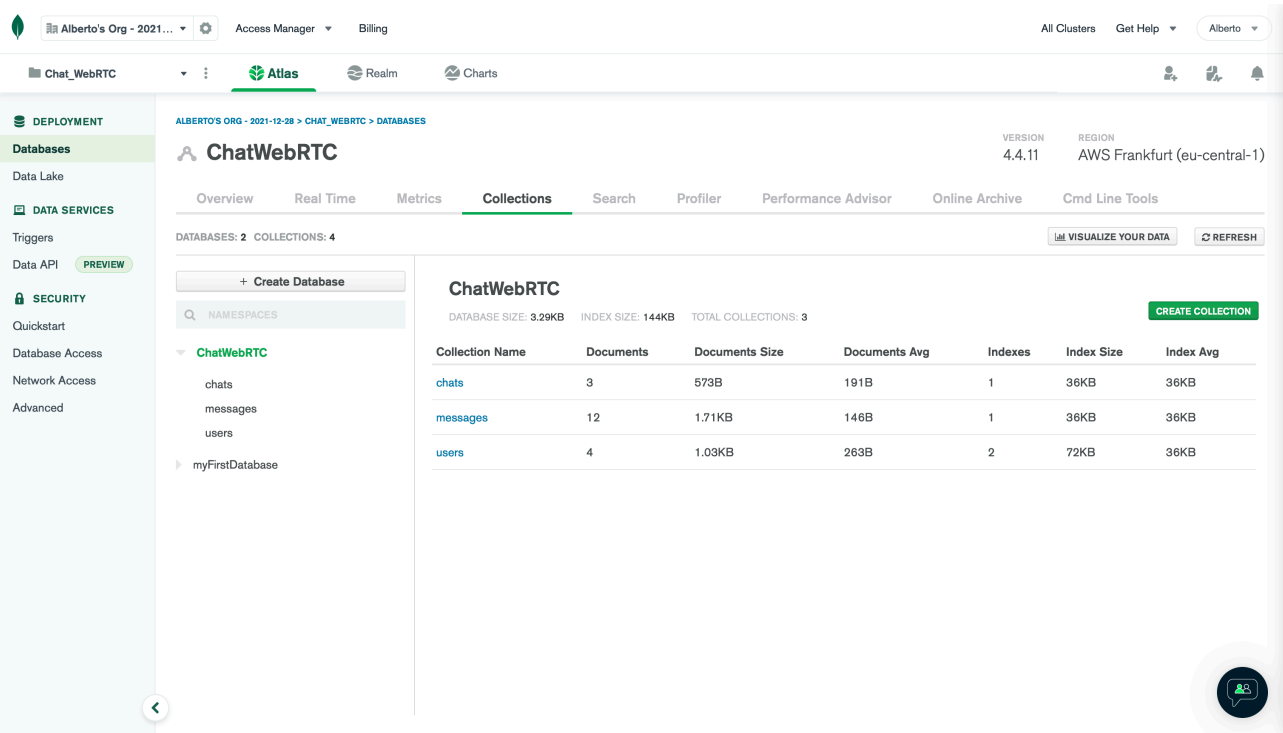 Alberto's Org - 2021... Access Manager Billing All Clusters Get Help Alberto
Chat_WebRTC Atlas Realm Charts
DEPLOYMENT
Databases
Data Lake
DATA SERVICES
Triggers
Data API PREVIEW
SECURITY
Quickstart
Database Access
Network Access
Advanced
ALBERTO'S ORG - 2021-12-28 > CHAT_WEBRTC > DATABASES
ChatWebRTC
VERSION REGION
4.4.11 AWS Frankfurt (eu-central-1)
Overview Real Time Metrics Collections Search Profiler Performance Advisor Online Archive Cmd Line Tools
DATABASES: 2 COLLECTIONS: 4 VISUALIZE YOUR DATA REFRESH
+ Create Database
NAMESPACES
ChatWebRTC
chats
messages
users
myFirstDatabase
ChatWebRTC
DATABASE SIZE: 3.29KB INDEX SIZE: 144KB TOTAL COLLECTIONS: 3 CREATE COLLECTION
Collection Name Documents Documents Size Documents Avg Indexes Index Size Index Avg
chats 3 573B 191B 1 36KB 36KB
messages 12 1.71KB 146B 1 36KB 36KB
users 4 1.03KB 263B 2 72KB 36KB